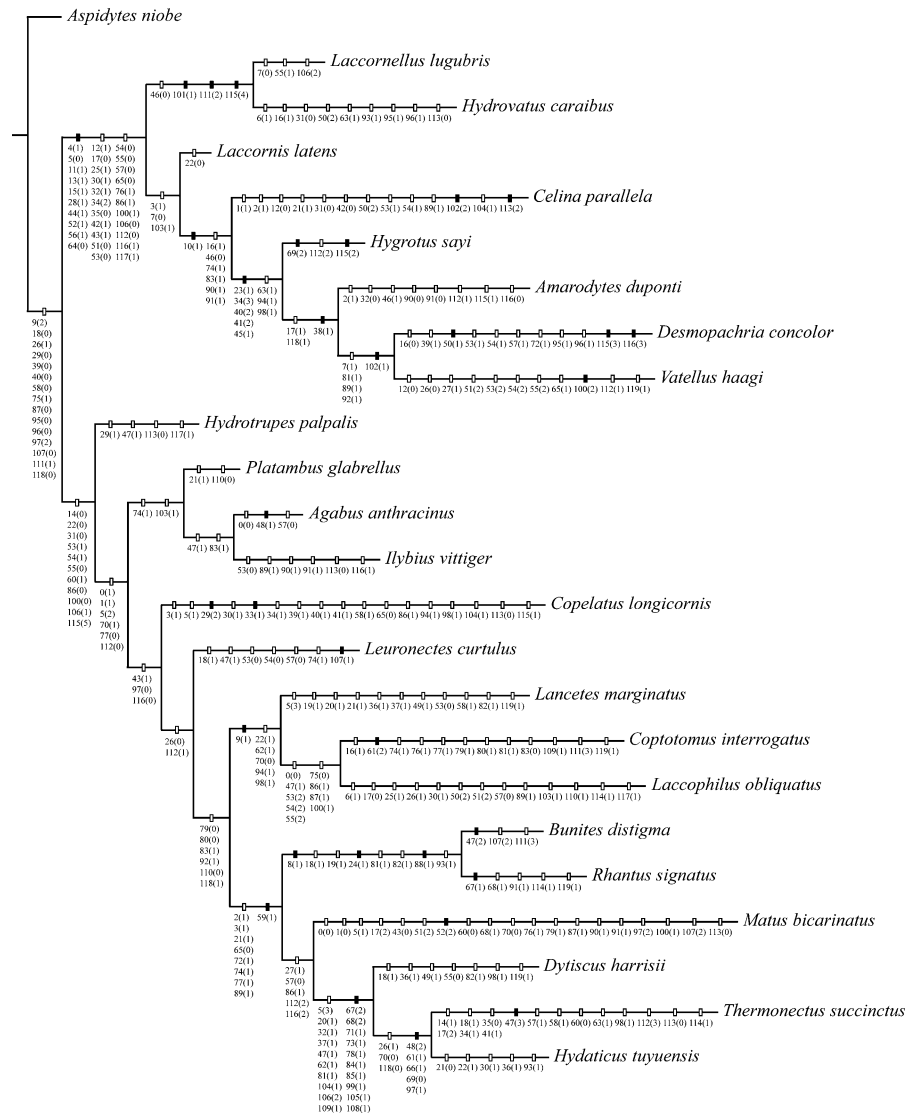 Aspidytes niobe
7(0) 55(1) 106(2)
Laccornellus lugubris
46(0) 101(1) 111(2) 115(4)
6(1) 16(1) 31(0) 50(2) 63(1) 93(1) 95(1) 96(1) 113(0)
Hydrovatus caraibus
4(1) 12(1) 54(0)
5(0) 17(0) 55(0)
11(1) 25(1) 57(0)
13(1) 30(1) 65(0)
15(1) 32(1) 76(1)
28(1) 34(2) 86(1)
44(1) 35(0) 100(1)
52(1) 42(1) 106(0)
56(1) 43(1) 112(0)
64(0) 51(0) 116(1)
53(0) 117(1)
22(0)
Laccornis latens
3(1)
7(0)
103(1)
1(1) 2(1) 12(0) 21(1) 31(0) 42(0) 50(2) 53(1) 54(1) 89(1) 102(2) 104(1) 113(2)
Celina parallela
10(1) 16(1)
46(0)
74(1)
83(1)
90(1)
91(1)
69(2) 112(2) 115(2)
Hygrotus sayi
23(1) 63(1)
34(3) 94(1)
40(2) 98(1)
41(2)
45(1)
2(1) 32(0) 46(1) 90(0) 91(0) 112(1) 115(1) 116(0)
Amarodytes duponti
17(1) 38(1)
118(1)
16(0) 39(1) 50(1) 53(1) 54(1) 57(1) 72(1) 95(1) 96(1) 115(3) 116(3)
Desmopachria concolor
7(1) 102(1)
81(1)
89(1)
92(1)
12(0) 26(0) 27(1) 51(2) 53(2) 54(2) 55(2) 65(1) 100(2) 112(1) 119(1)
Vatellus haagi
9(2)
18(0)
26(1)
29(0)
39(0)
40(0)
58(0)
75(1)
87(0)
95(0)
96(0)
97(2)
107(0)
111(1)
118(0)
29(1) 47(1) 113(0) 117(1)
Hydrotrupes palpalis
14(0)
22(0)
31(0)
53(1)
54(1)
55(0)
60(1)
86(0)
100(0)
106(1)
115(5)
21(1) 110(0)
Platambus glabrellus
74(1) 103(1)
0(0) 48(1) 57(0)
Agabus anthracinus
47(1) 83(1)
53(0) 89(1) 90(1) 91(1) 113(0) 116(1)
Ilybius vittiger
0(1)
1(1)
5(2)
70(1)
77(0)
112(0)
3(1) 5(1) 29(2) 30(1) 33(1) 34(1) 39(1) 40(1) 41(1) 58(1) 65(0) 86(1) 94(1) 98(1) 104(1) 113(0) 115(1)
Copelatus longicornis
43(1)
97(0)
116(0)
18(1) 47(1) 53(0) 54(0) 57(0) 74(1) 107(1)
Leuronectes curtulus
26(0)
112(1)
5(3) 19(1) 20(1) 21(1) 36(1) 37(1) 49(1) 53(0) 58(1) 82(1) 119(1)
Lancetes marginatus
9(1) 22(1)
62(1)
70(0)
94(1)
98(1)
16(1) 61(2) 74(1) 76(1) 77(1) 79(1) 80(1) 81(1) 83(0) 109(1) 111(3) 119(1)
Coptotomus interrogatus
0(0) 75(0)
47(1) 86(1)
53(2) 87(1)
54(2) 100(1)
55(2)
6(1) 17(0) 25(1) 26(1) 30(1) 50(2) 51(2) 57(0) 89(1) 103(1) 110(1) 114(1) 117(1)
Laccophilus obliquatus
79(0)
80(0)
83(1)
92(1)
110(0)
118(1)
47(2) 107(2) 111(3)
Bunites distigma
8(1) 18(1) 19(1) 24(1) 81(1) 82(1) 88(1) 93(1)
67(1) 68(1) 91(1) 114(1) 119(1)
Rhantus signatus
2(1) 59(1)
3(1)
21(1)
65(0)
72(1)
74(1)
77(1)
89(1)
0(0) 1(0) 5(1) 17(2) 43(0) 51(2) 52(2) 60(0) 68(1) 70(0) 76(1) 79(1) 87(1) 90(1) 91(1) 97(2) 100(1) 107(2) 113(0)
Matus bicarinatus
27(1)
57(0)
86(1)
112(2)
116(2)
18(1) 36(1) 49(1) 55(0) 82(1) 98(1) 119(1)
Dytiscus harrisii
5(3) 67(2)
20(1) 68(2)
32(1) 71(1)
37(1) 73(1)
47(1) 78(1)
62(1) 84(1)
81(1) 85(1)
104(1) 99(1)
106(2) 105(1)
109(1) 108(1)
14(1) 18(1) 35(0) 47(3) 57(1) 58(1) 60(0) 63(1) 98(1) 112(3) 113(0) 114(1)
17(2) 34(1) 41(1)
Thermonectus succinctus
26(1) 48(2)
70(0) 61(1)
118(0) 66(1)
69(0)
97(1)
21(0) 22(1) 30(1) 36(1) 93(1)
Hydaticus tuyuensis